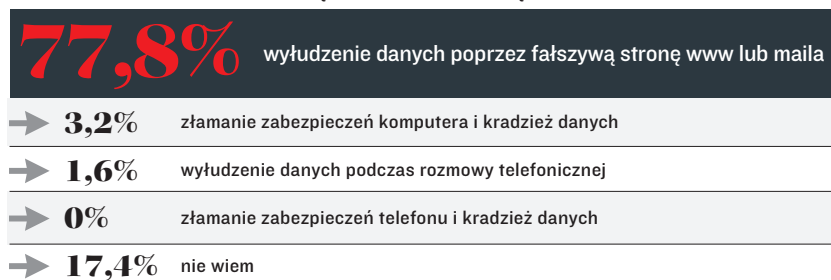 77,8% wyłudzenie danych poprzez fałszywą stronę www lub maila
3,2% złamanie zabezpieczeń komputera i kradzież danych
1,6% wyłudzenie danych podczas rozmowy telefonicznej
0% złamanie zabezpieczeń telefonu i kradzież danych
17,4% nie wiem